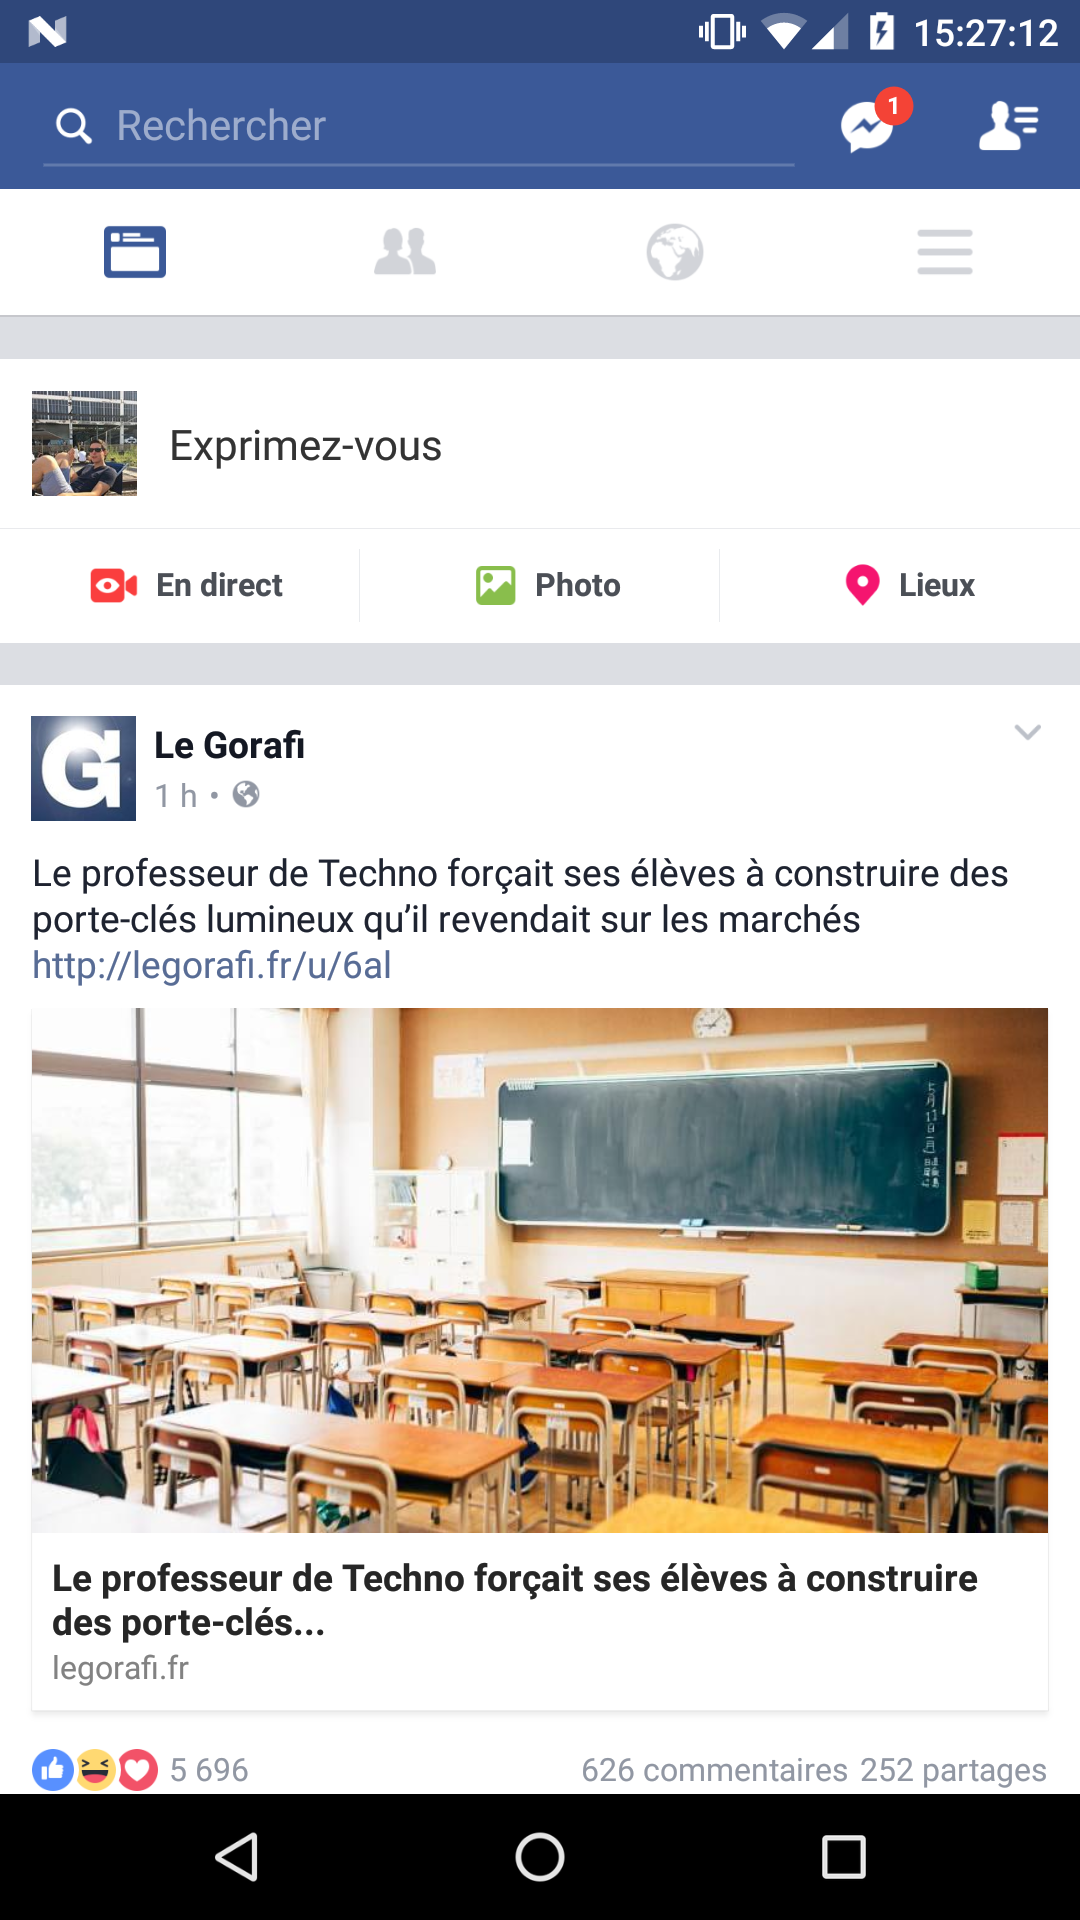 15:27:12
Rechercher
1
Exprimez-vous
En direct
Photo
Lieux
G
Le Gorafi
1 h •
Le professeur de Techno forçait ses élèves à construire des
porte-clés lumineux qu’il revendait sur les marchés
http://legorafi.fr/u/6al
Le professeur de Techno forçait ses élèves à construire
des porte-clés...
legorafi.fr
5 696
626 commentaires 252 partages